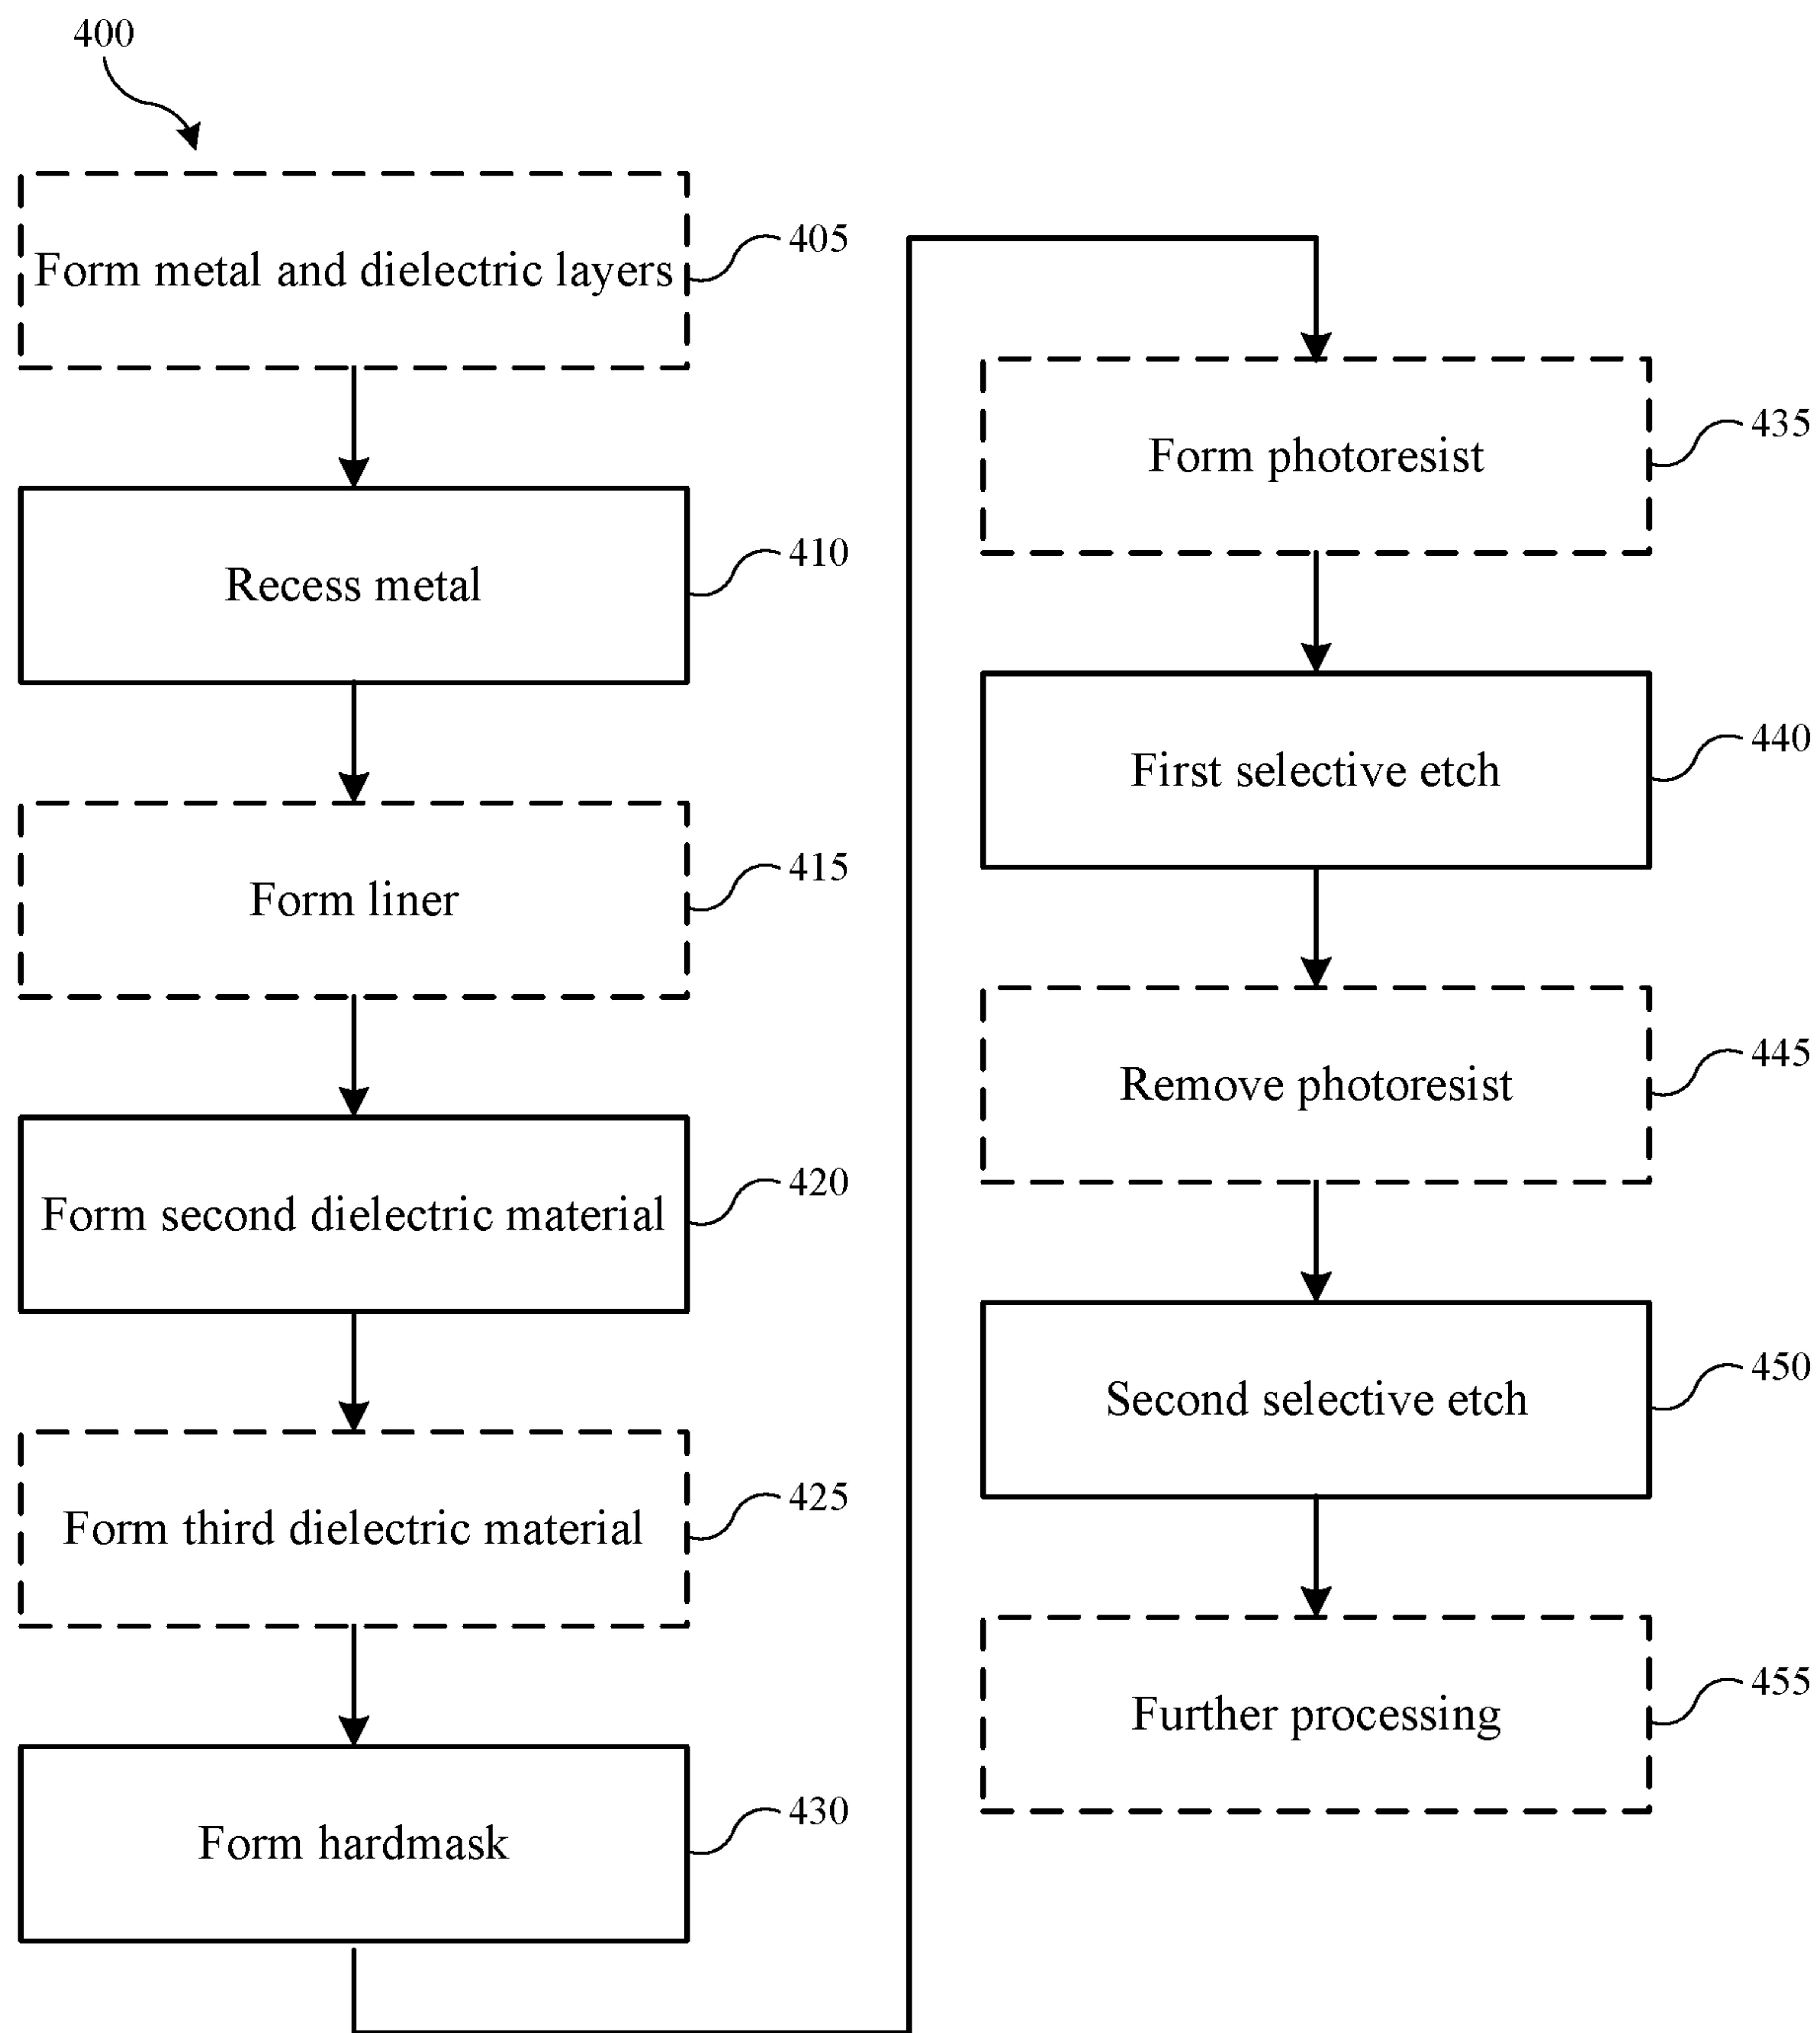 400
Form metal and dielectric layers
405
Recess metal
410
Form liner
415
Form second dielectric material
420
Form third dielectric material
425
Form hardmask
430
Form photoresist
435
First selective etch
440
Remove photoresist
445
Second selective etch
450
Further processing
455